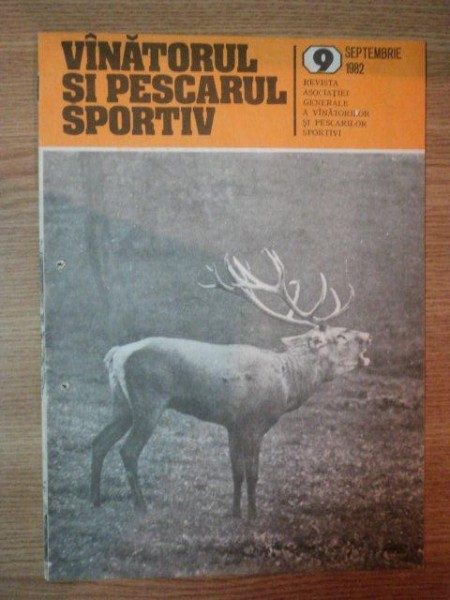 VÎNĂTORUL
ȘI PESCARUL
SPORTIV
9
SEPTEMBRIE
1982
REVISTA
ASOCIAȚIEI
GENERALE
A VÎNĂTORILOR
ȘI PESCARILOR
SPORTIVI